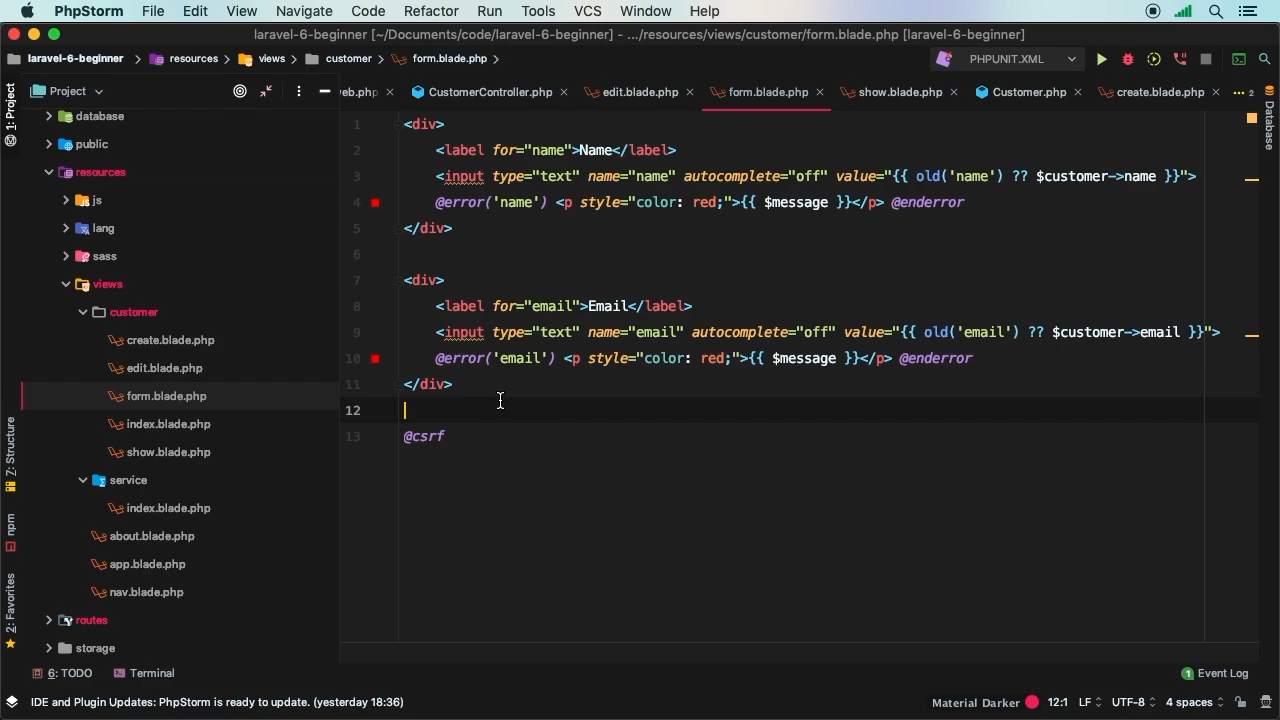 PhpStorm File Edit View Navigate Code Refactor Run Tools VCS Window Help
laravel-6-beginner [~/Documents/code/laravel-6-beginner] - .../resources/views/customer/form.blade.php [laravel-6-beginner]
laravel-6-beginner resources views customer form.blade.php PHPUNIT.XML
Project
web.php CustomerController.php edit.blade.php form.blade.php show.blade.php Customer.php create.blade.php 2
1: Project
Z: Structure
npm
2: Favorites
Database
database
public
resources
js
lang
sass
views
customer
create.blade.php
edit.blade.php
form.blade.php
index.blade.php
show.blade.php
service
index.blade.php
about.blade.php
app.blade.php
nav.blade.php
routes
storage
1 <div>
2 <label for="name">Name</label>
3 <input type="text" name="name" autocomplete="off" value="{{ old('name') ?? $customer->name }}">
4 @error('name') <p style="color: red;">{{ $message }}</p> @enderror
5 </div>
6
7 <div>
8 <label for="email">Email</label>
9 <input type="text" name="email" autocomplete="off" value="{{ old('email') ?? $customer->email }}">
10 @error('email') <p style="color: red;">{{ $message }}</p> @enderror
11 </div>
12
13 @csrf
6: TODO Terminal 1 Event Log
IDE and Plugin Updates: PhpStorm is ready to update. (yesterday 18:36) Material Darker 12:1 LF UTF-8 4 spaces